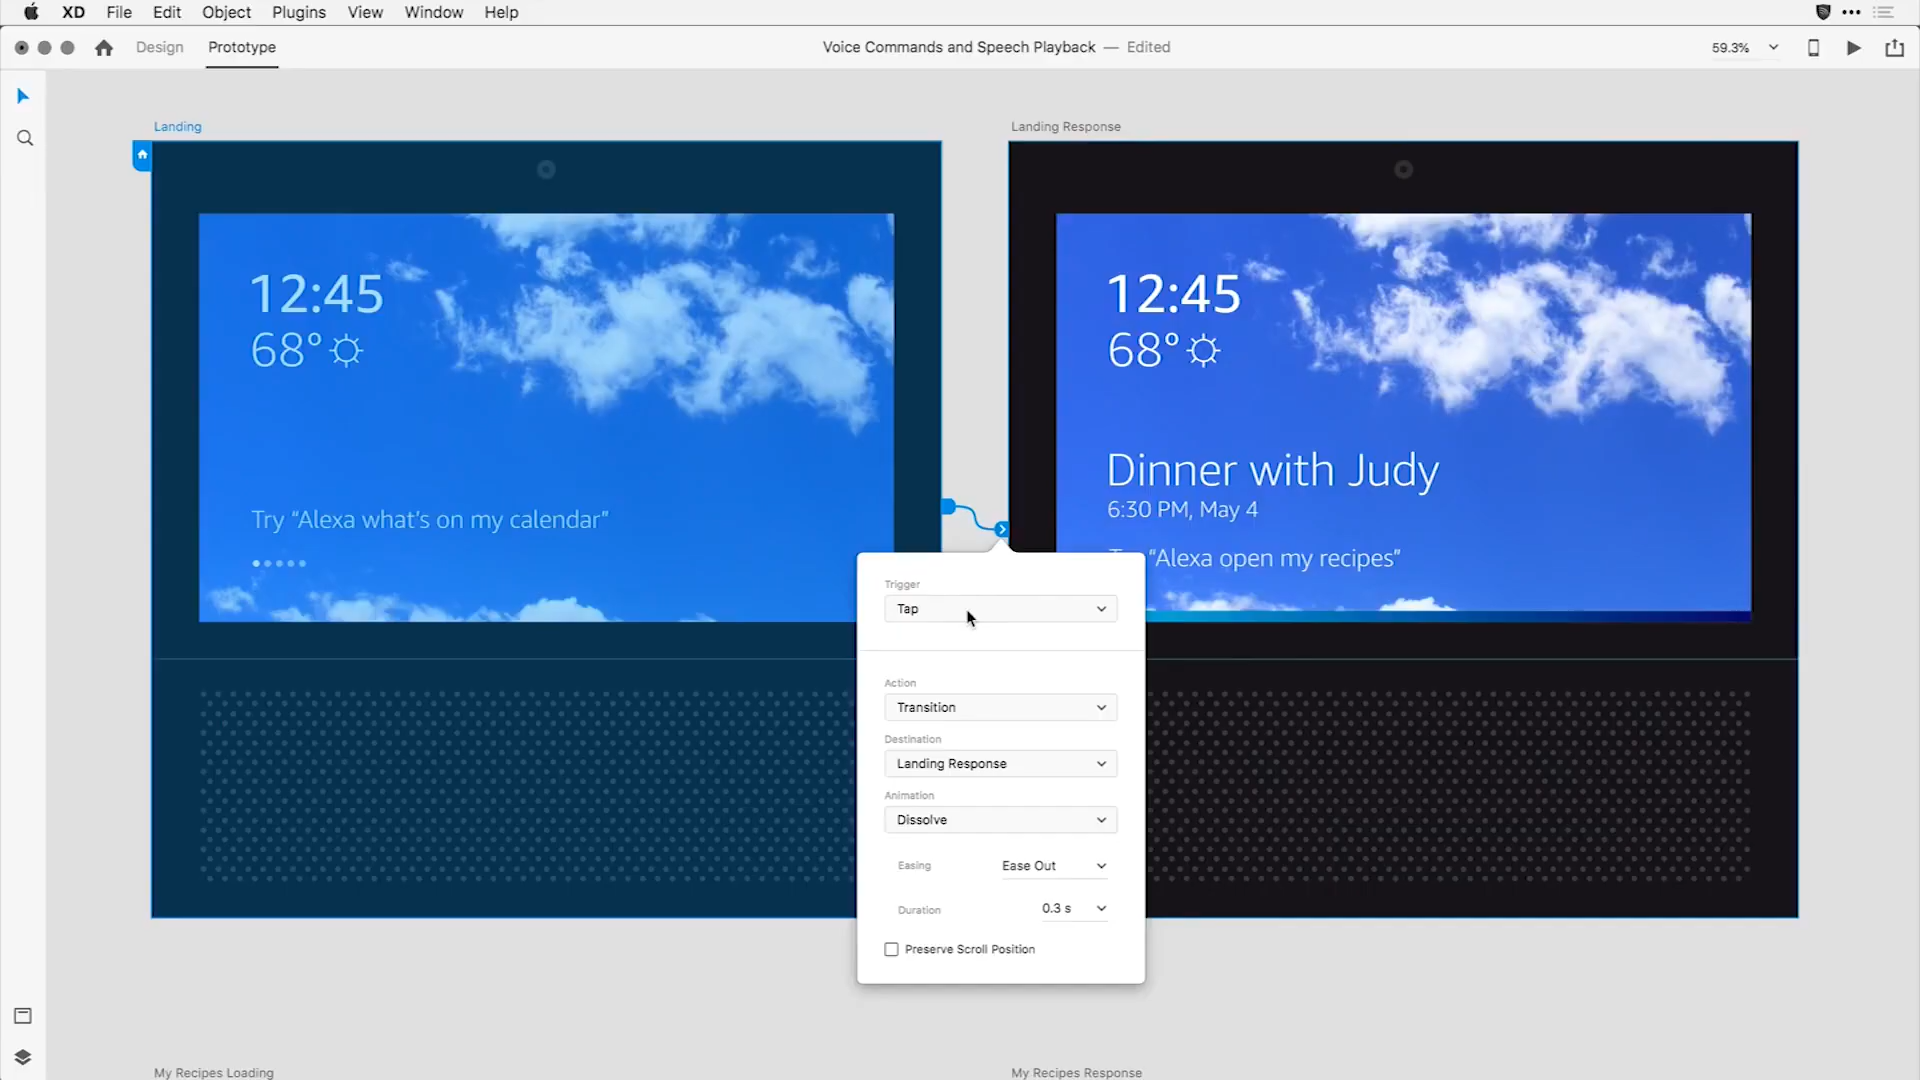 XD File Edit Object Plugins View Window Help
Design Prototype Voice Commands and Speech Playback — Edited 59.3%
Landing
12:45
68°
Try “Alexa what’s on my calendar”
Landing Response
12:45
68°
Dinner with Judy
6:30 PM, May 4
“Alexa open my recipes”
Trigger
Tap
Action
Transition
Destination
Landing Response
Animation
Dissolve
Easing Ease Out
Duration 0.3 s
Preserve Scroll Position
My Recipes Loading
My Recipes Response